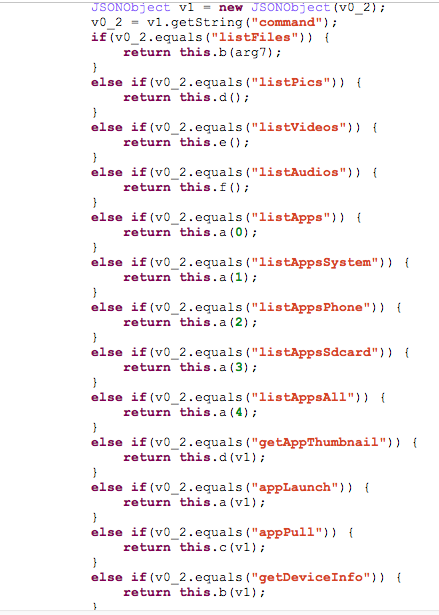 JSONObject v1 = new JSONObject(v0_2);
v0_2 = v1.getString("command");
if(v0_2.equals("listFiles")) {
return this.b(arg7);
}
else if(v0_2.equals("listPics")) {
return this.d();
}
else if(v0_2.equals("listVideos")) {
return this.e();
}
else if(v0_2.equals("listAudios")) {
return this.f();
}
else if(v0_2.equals("listApps")) {
return this.a(0);
}
else if(v0_2.equals("listAppsSystem")) {
return this.a(1);
}
else if(v0_2.equals("listAppsPhone")) {
return this.a(2);
}
else if(v0_2.equals("listAppsSdcard")) {
return this.a(3);
}
else if(v0_2.equals("listAppsAll")) {
return this.a(4);
}
else if(v0_2.equals("getAppThumbnail")) {
return this.d(v1);
}
else if(v0_2.equals("appLaunch")) {
return this.a(v1);
}
else if(v0_2.equals("appPull")) {
return this.c(v1);
}
else if(v0_2.equals("getDeviceInfo")) {
return this.b(v1);
}